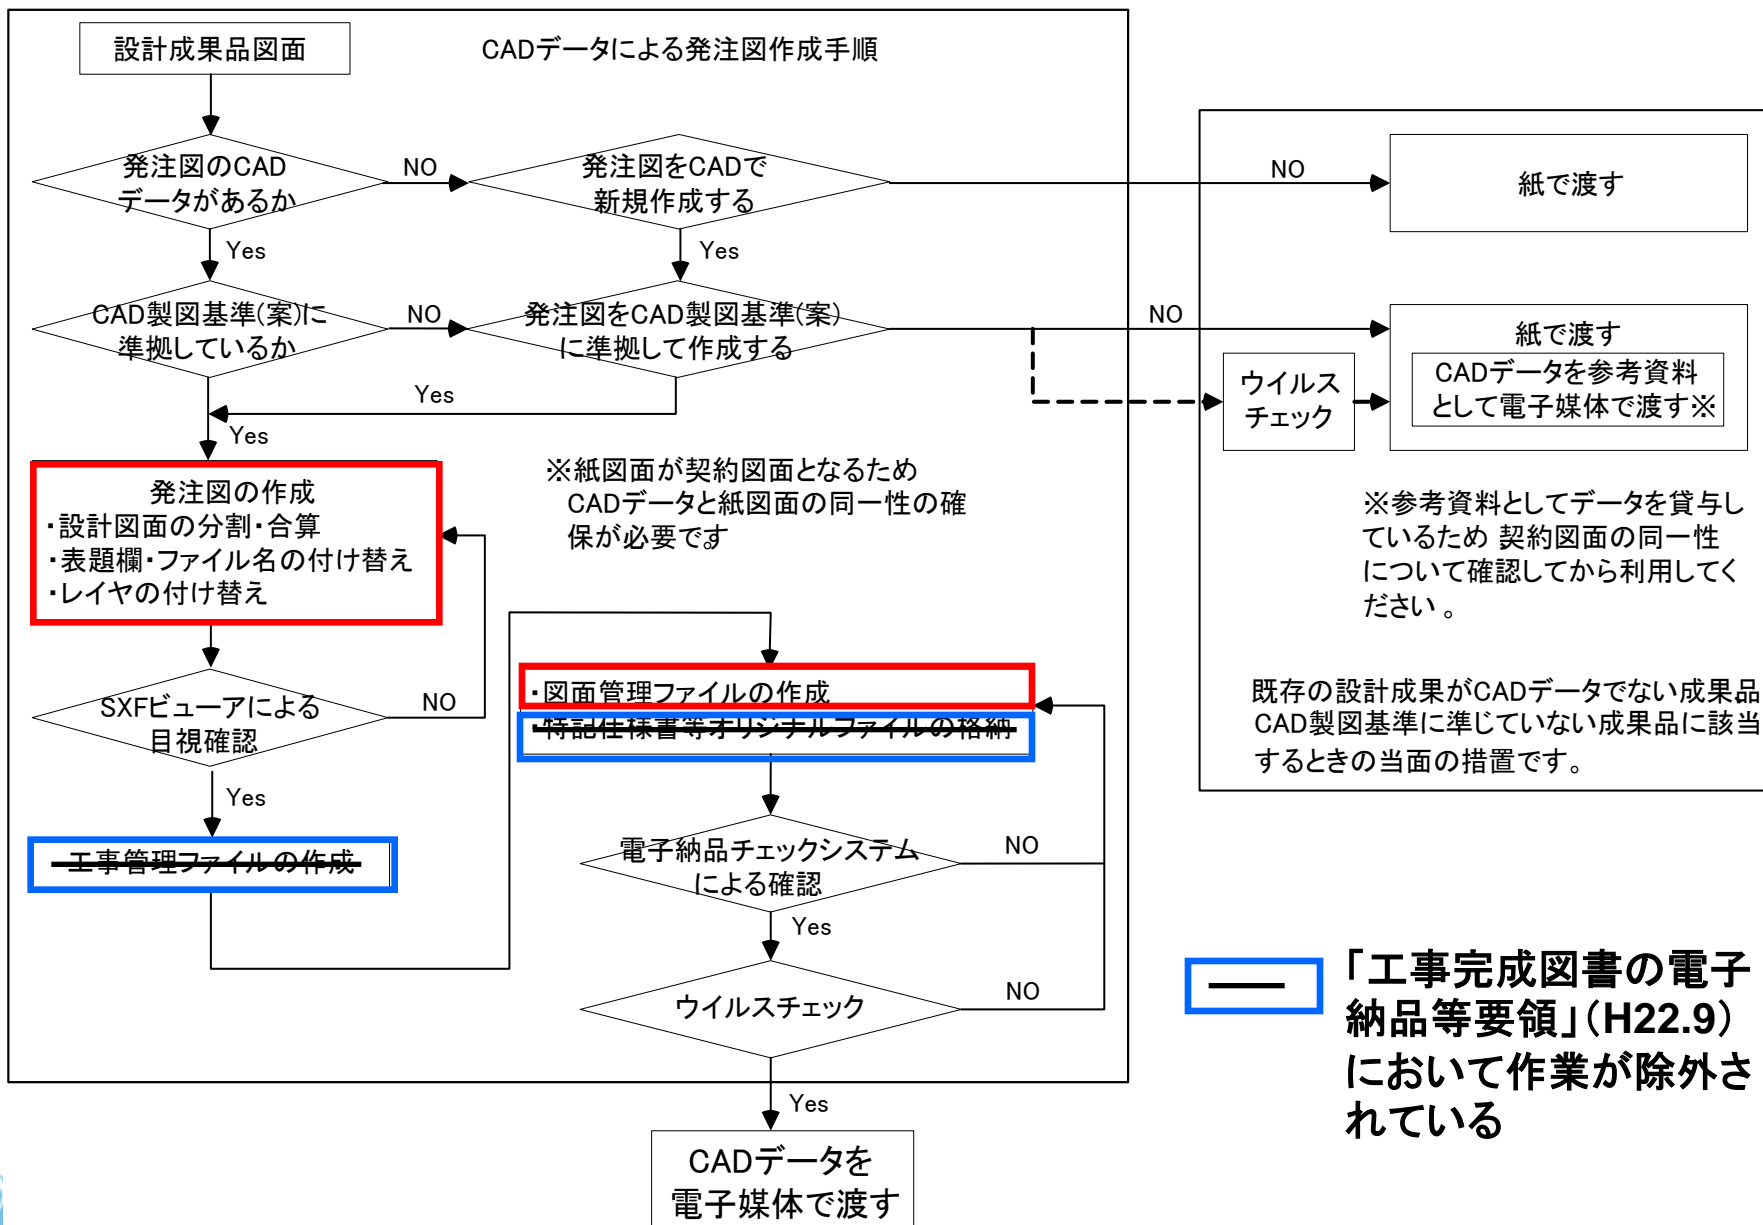 設計成果品図面
CADデータによる発注図作成手順
発注図のCAD
データがあるか
NO
発注図をCADで
新規作成する
NO
紙で渡す
Yes
Yes
CAD製図基準(案)に
準拠しているか
NO
発注図をCAD製図基準(案)
に準拠して作成する
NO
紙で渡す
CADデータを参考資料
として電子媒体で渡す※
ウイルス
チェック
Yes
Yes
発注図の作成
・設計図面の分割・合算
・表題欄・ファイル名の付け替え
・レイヤの付け替え
※紙図面が契約図面となるため
CADデータと紙図面の同一性の確
保が必要です
※参考資料としてデータを貸与し
ているため 契約図面の同一性
について確認してから利用してく
ださい 。
SXFビューアによる
目視確認
NO
・図面管理ファイルの作成
・特記仕様書等オリジナルファイルの格納
既存の設計成果がCADデータでない成果品
CAD製図基準に準じていない成果品に該当
するときの当面の措置です。
Yes
工事管理ファイルの作成
電子納品チェックシステム
による確認
NO
Yes
ウイルスチェック
NO
「工事完成図書の電子
納品等要領」(H22.9)
において作業が除外さ
れている
Yes
CADデータを
電子媒体で渡す